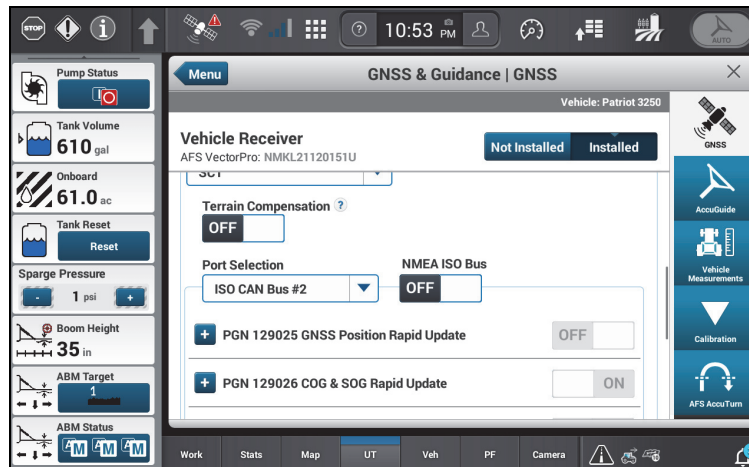 STOP
?
10:53 PM
AUTO
Pump Status
Tank Volume
610 gal
Onboard
61.0 ac
Tank Reset
Reset
Sparge Pressure
- 1 psi +
Boom Height
35 in
ABM Target
1
ABM Status
AM AM AM
Menu
GNSS & Guidance | GNSS
Vehicle: Patriot 3250
Vehicle Receiver
AFS VectorPro: NMKL21120151U
Not Installed Installed
SCT
Terrain Compensation ?
OFF
Port Selection
NMEA ISO Bus
ISO CAN Bus #2
OFF
+ PGN 129025 GNSS Position Rapid Update OFF
+ PGN 129026 COG & SOG Rapid Update ON
GNSS
AccuGuide
Vehicle
Measurements
Calibration
AFS AccuTurn
Work Stats Map UT Veh PF Camera